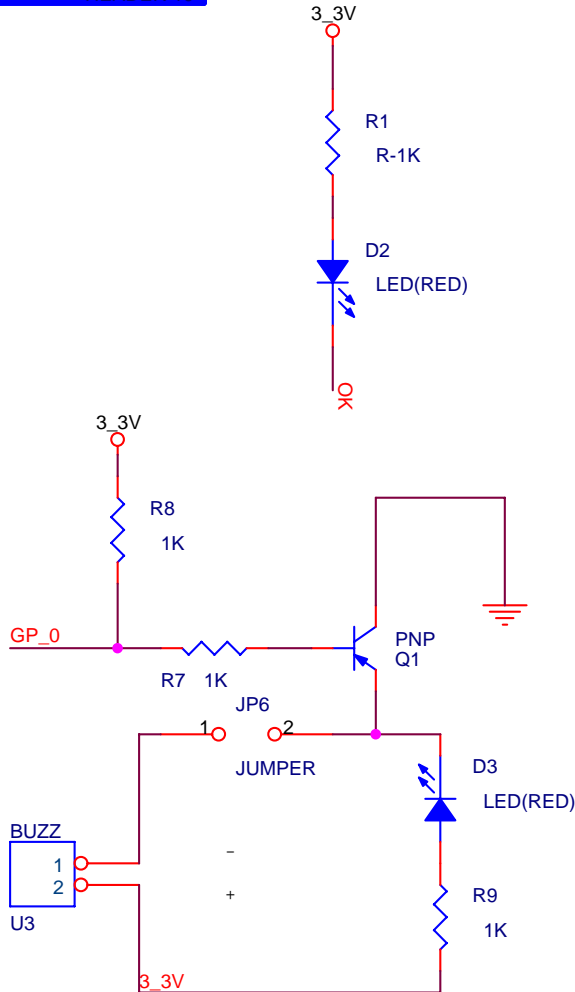 3_3V
R1
R-1K
D2
LED(RED)
OK
3_3V
R8
1K
GP_0
PNP
Q1
R7 1K
JP6
1 2
JUMPER
D3
LED(RED)
BUZZ
1
2
-
+
U3
R9
1K
3_3V